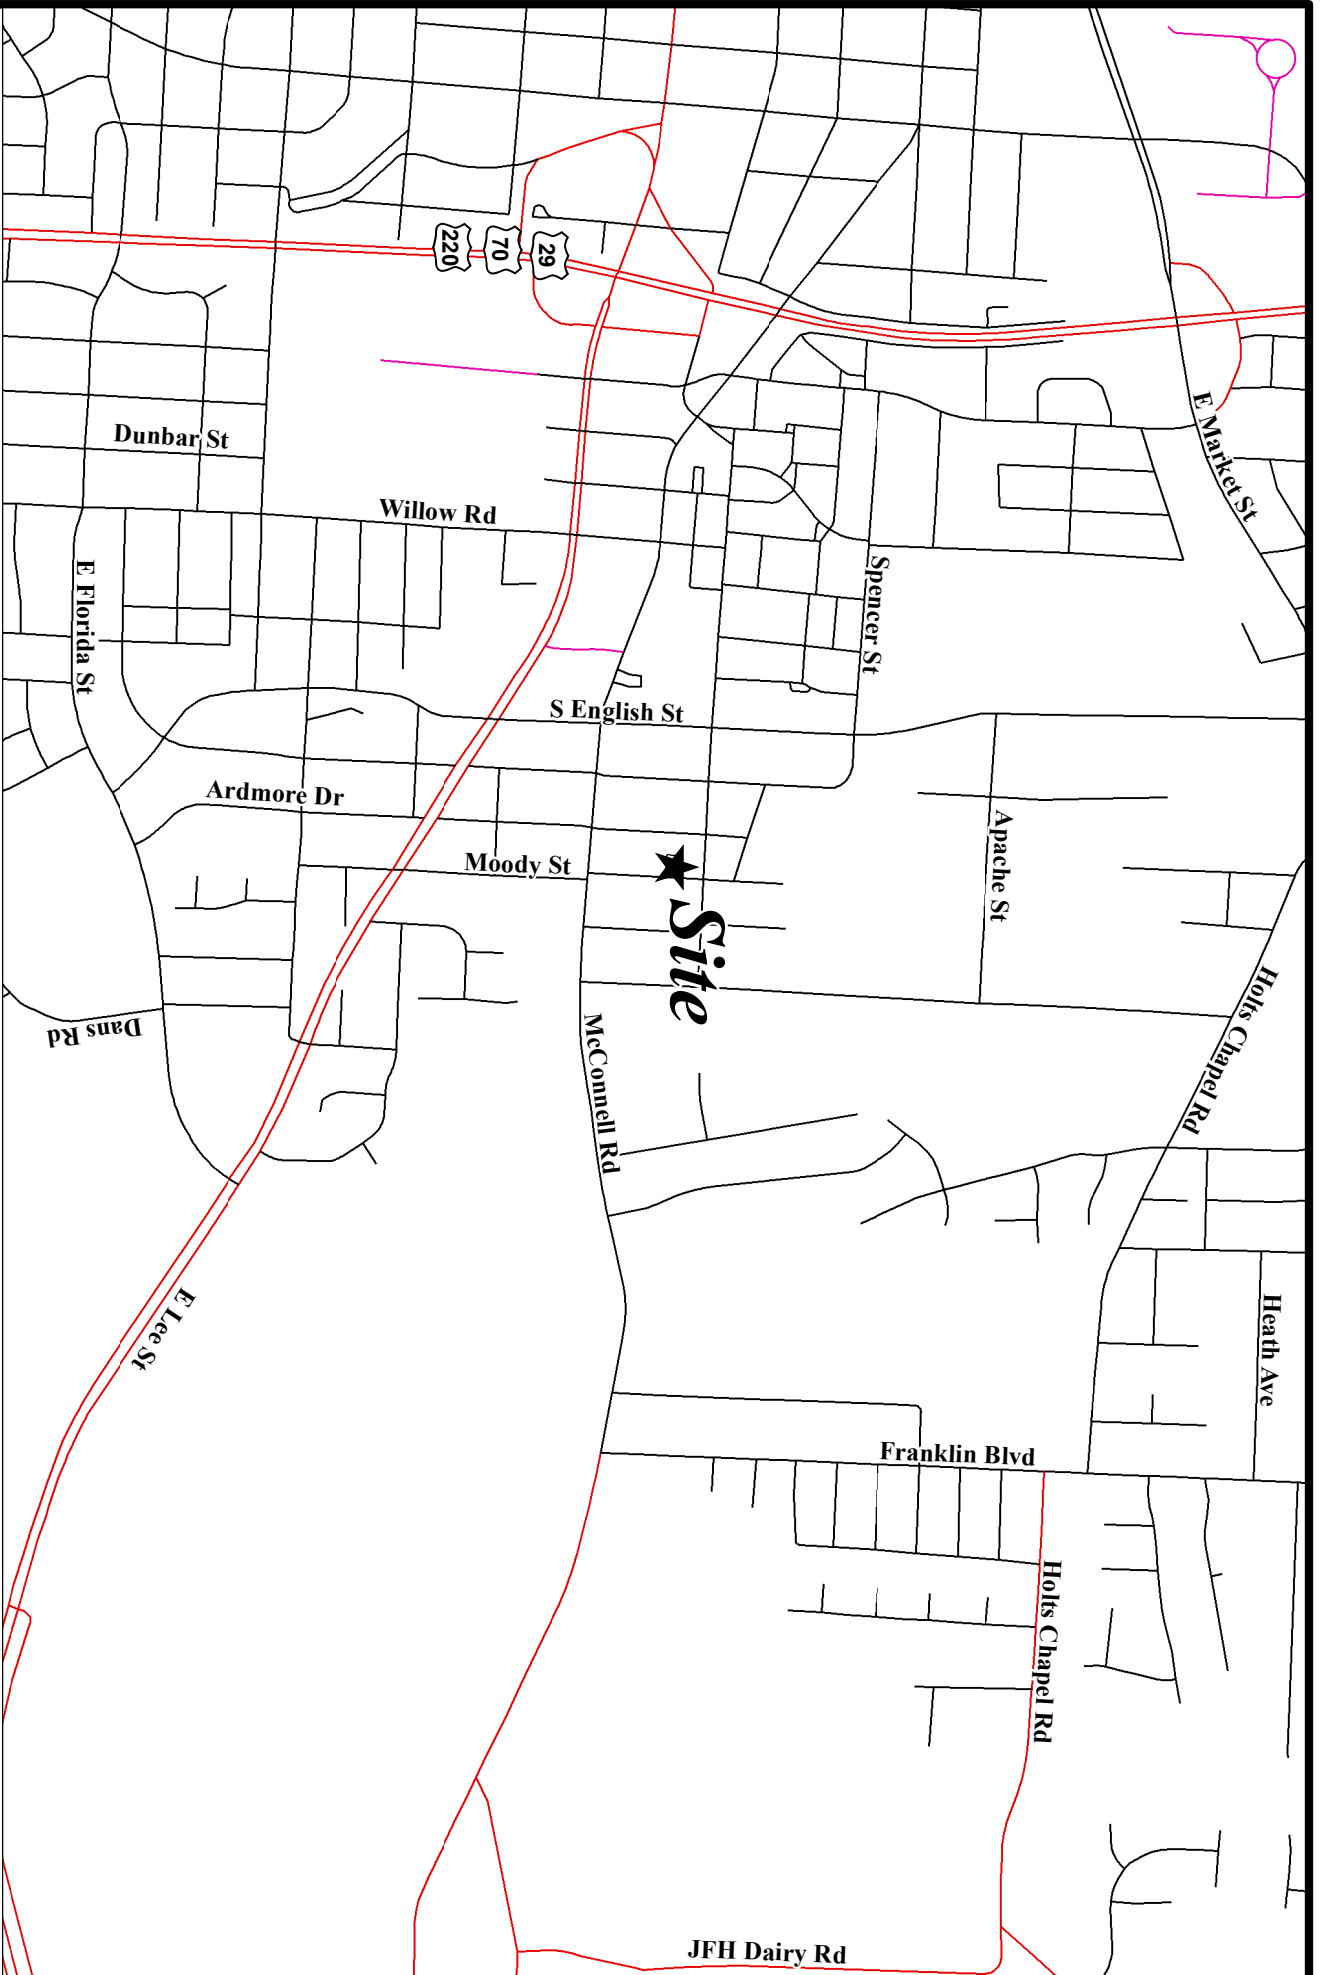 220
70
29
E Market St
Dunbar St
Willow Rd
E Florida St
Spencer St
S English St
Ardmore Dr
Moody St
Apache St
Site
Holts Chapel Rd
Dans Rd
McConnell Rd
E Lee St
Heath Ave
Franklin Blvd
Holts Chapel Rd
JFH Dairy Rd